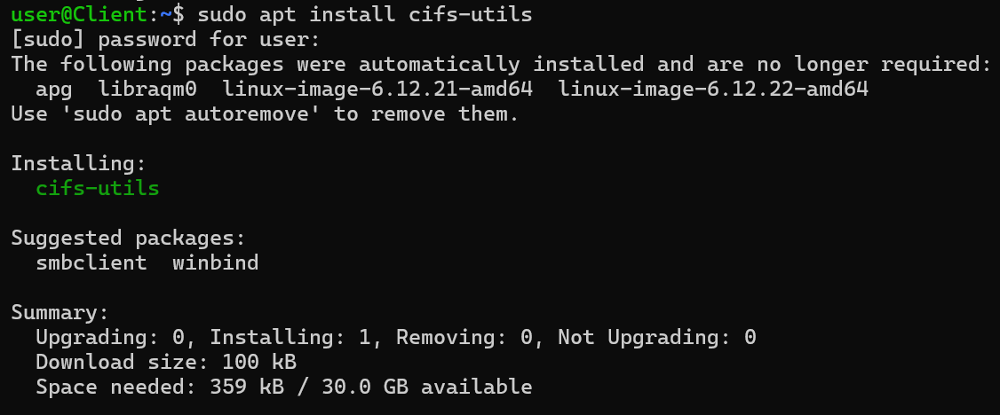 user@Client:~$ sudo apt install cifs-utils
[sudo] password for user:
The following packages were automatically installed and are no longer required:
  apg  libraqm0  linux-image-6.12.21-amd64  linux-image-6.12.22-amd64
Use 'sudo apt autoremove' to remove them.

Installing:
  cifs-utils

Suggested packages:
  smbclient  winbind

Summary:
  Upgrading: 0, Installing: 1, Removing: 0, Not Upgrading: 0
  Download size: 100 kB
  Space needed: 359 kB / 30.0 GB available